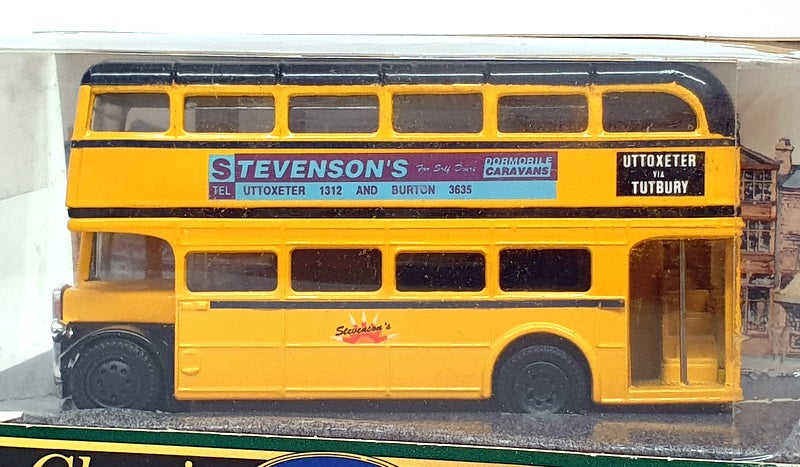 STEVENSON'S For Self Drive DORMOBILE
CARAVANS
TEL UTTOXETER 1312 AND BURTON 3635
UTTOXETER
VIA
TUTBURY
Stevenson's